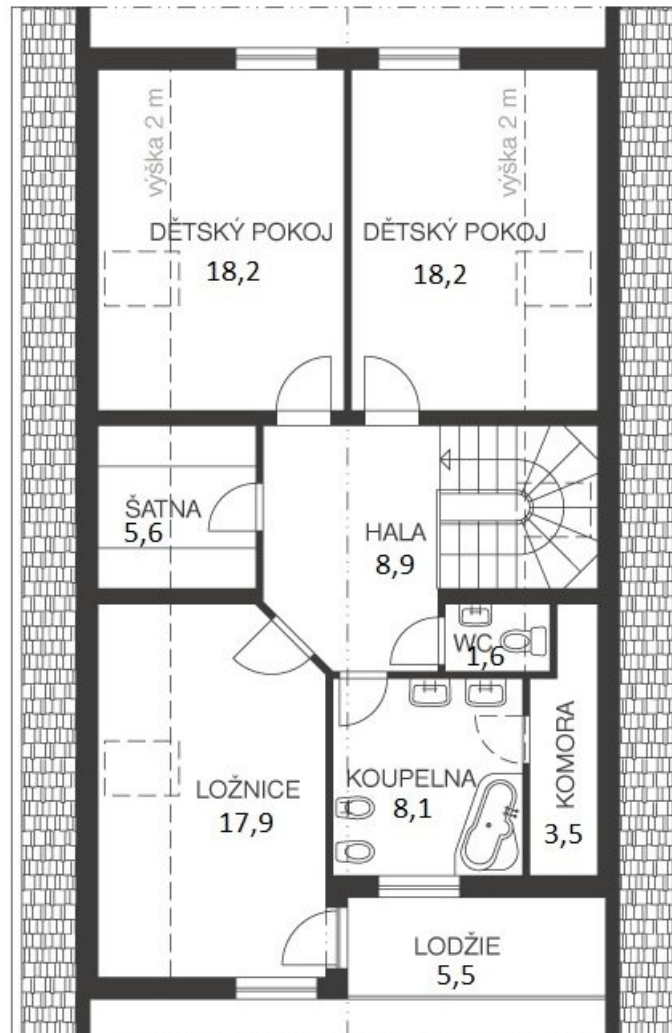 výška 2 m
výška 2 m
DĚTSKÝ POKOJ
18,2
DĚTSKÝ POKOJ
18,2
ŠATNA
5,6
HALA
8,9
WC
1,6
LOŽNICE
17,9
KOUPELNA
8,1
KOMORA
3,5
LODŽIE
5,5